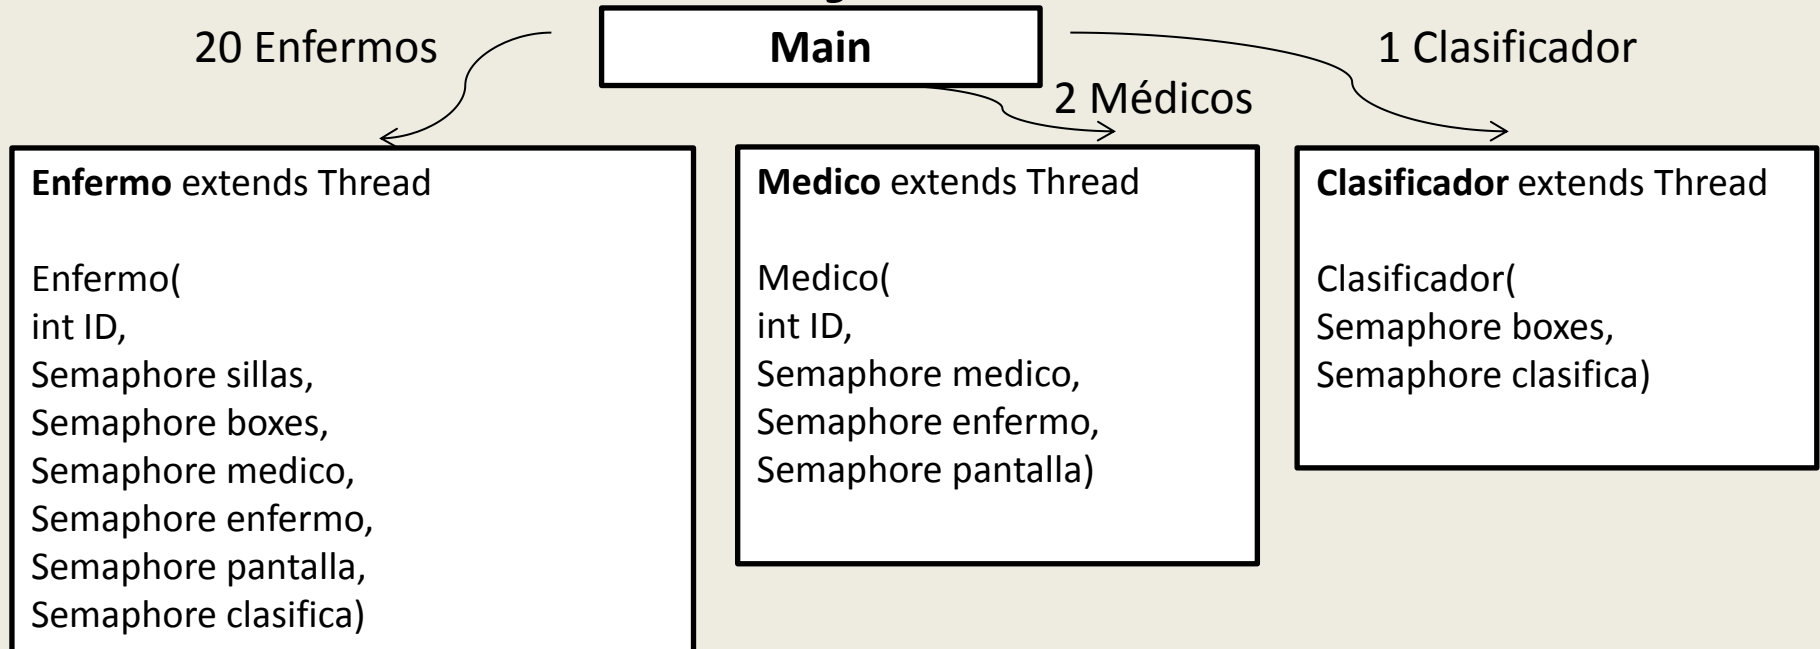 20 Enfermos
Main
1 Clasificador
2 Médicos
Enfermo extends Thread
Enfermo(
int ID,
Semaphore sillas,
Semaphore boxes,
Semaphore medico,
Semaphore enfermo,
Semaphore pantalla,
Semaphore clasifica)
Medico extends Thread
Medico(
int ID,
Semaphore medico,
Semaphore enfermo,
Semaphore pantalla)
Clasificador extends Thread
Clasificador(
Semaphore boxes,
Semaphore clasifica)